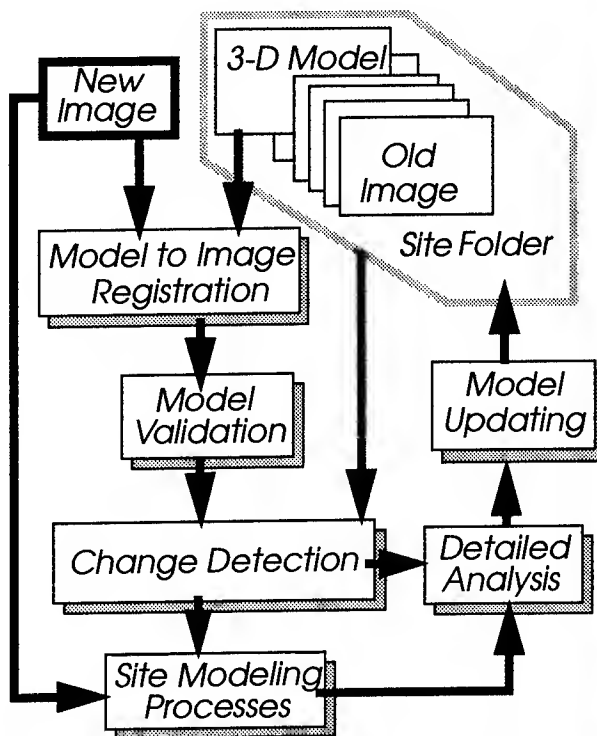 New
Image
3-D Model
Old
Image
Site Folder
Model to Image
Registration
Model
Validation
Model
Updating
Change Detection
Detailed
Analysis
Site Modeling
Processes